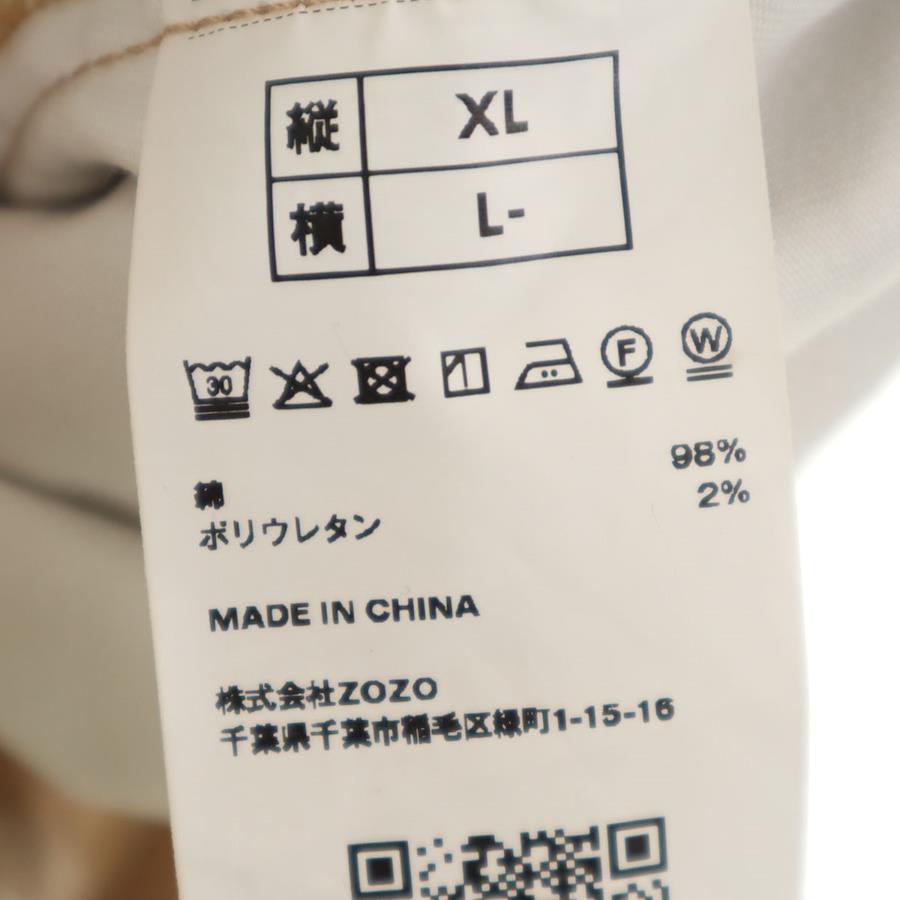 縦 XL
横 L-
30 F W
綿 98%
ポリウレタン 2%
MADE IN CHINA
株式会社ZOZO
千葉県千葉市稲毛区緑町1-15-16